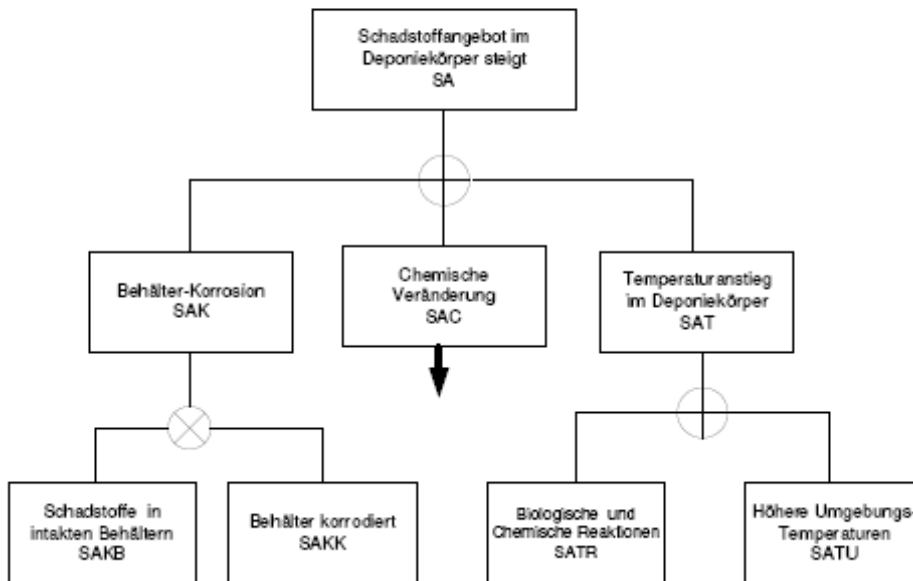 Schadstoffangebot im
Deponiekörper steigt
SA
Behälter-Korrosion
SAK
Chemische
Veränderung
SAC
Temperaturanstieg
im Deponiekörper
SAT
Schadstoffe in
intakten Behältern
SAKB
Behälter korrodiert
SAKK
Biologische und
Chemische Reaktionen
SATR
Höhere Umgebungs-
Temperaturen
SATU